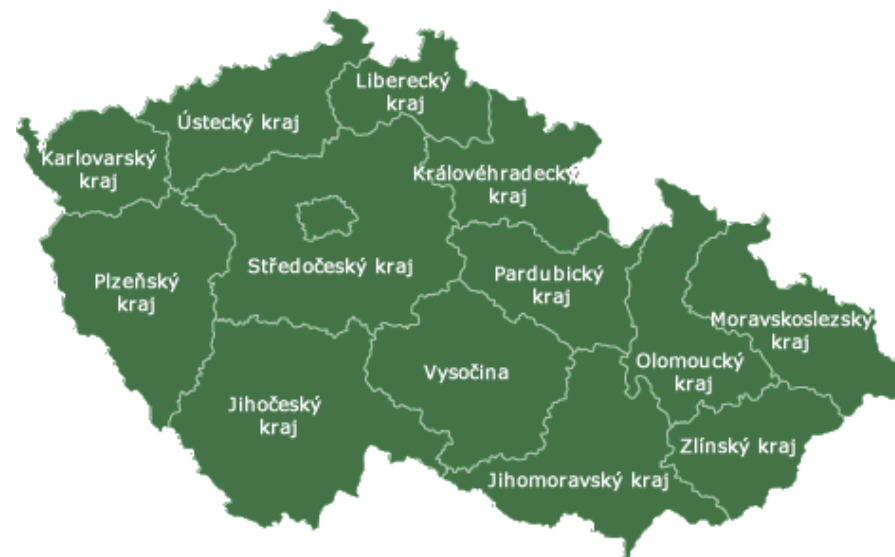 Liberecký
kraj
Ústecký kraj
Karlovarský
kraj
Královéhradecký
kraj
Středočeský kraj
Plzeňský
kraj
Pardubický
kraj
Moravskoslezský
kraj
Olomoucký
kraj
Vysočina
Jihočeský
kraj
Zlínský kraj
Jihomoravský kraj